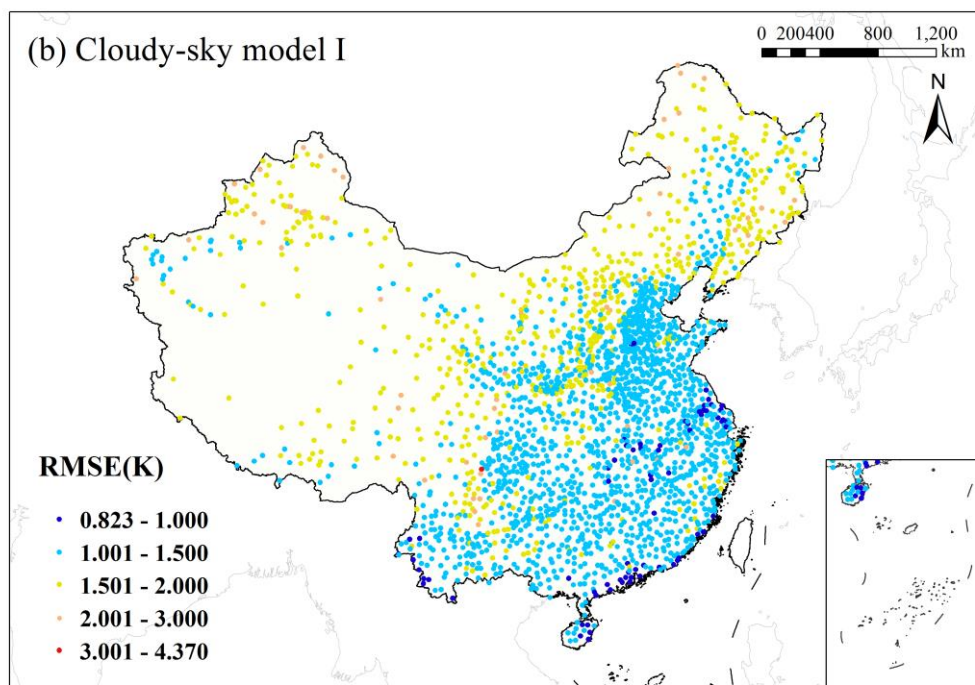 (b) Cloudy-sky model I
0 200400 800 1,200
km
N
RMSE(K)
0.823 - 1.000
1.001 - 1.500
1.501 - 2.000
2.001 - 3.000
3.001 - 4.370